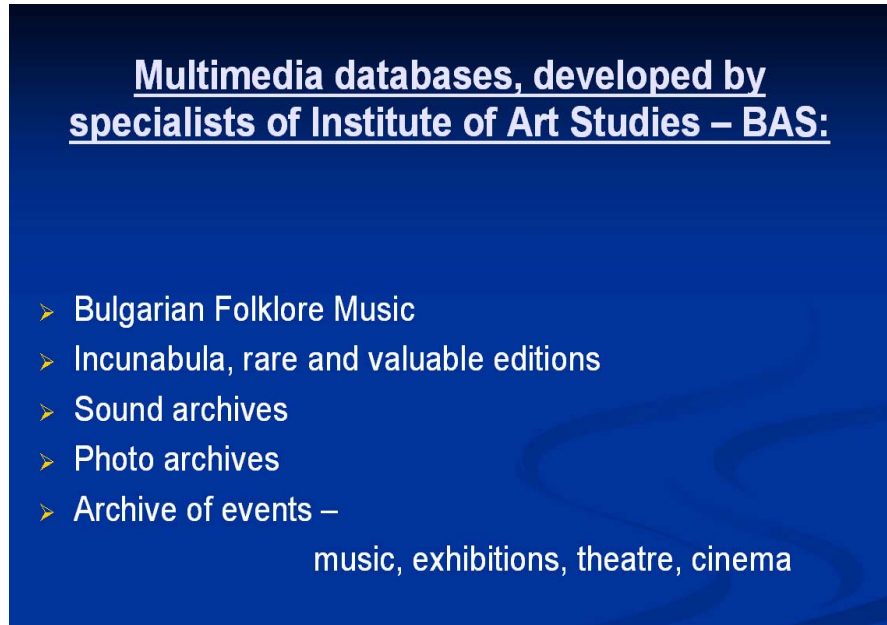 Multimedia databases, developed by
specialists of Institute of Art Studies – BAS:
Bulgarian Folklore Music
Incunabula, rare and valuable editions
Sound archives
Photo archives
Archive of events –
music, exhibitions, theatre, cinema